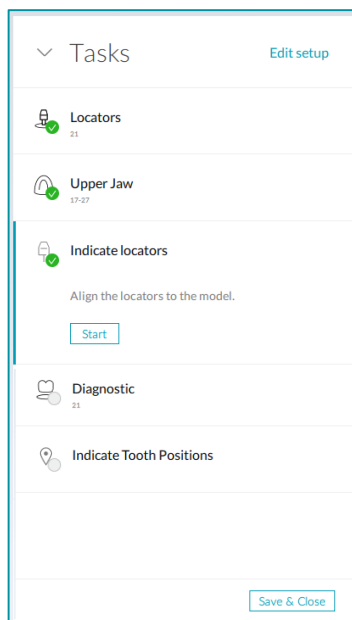 Tasks
Edit setup
Locators
21
Upper Jaw
17-27
Indicate locators
Align the locators to the model.
Start
Diagnostic
21
Indicate Tooth Positions
Save & Close